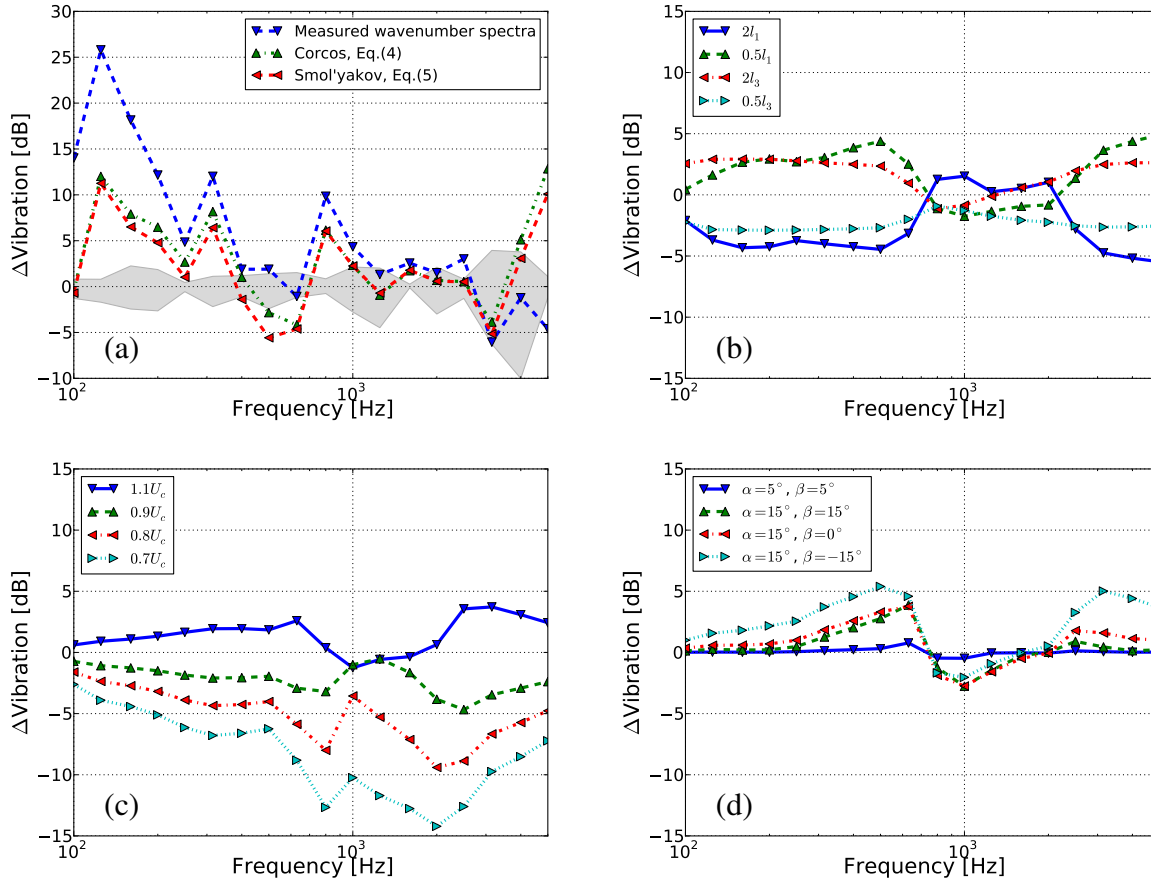 Measured wavenumber spectra
Corcos, Eq.(4)
Smol'yakov, Eq.(5)
ΔVibration [dB]
30
25
20
15
10
5
0
−5
−10
(a)
10²
10³
Frequency [Hz]
2l₁
0.5l₁
2l₃
0.5l₃
ΔVibration [dB]
15
10
5
0
−5
−10
−15
(b)
10²
10³
Frequency [Hz]
1.1U_c
0.9U_c
0.8U_c
0.7U_c
ΔVibration [dB]
15
10
5
0
−5
−10
−15
(c)
10²
10³
Frequency [Hz]
α=5°, β=5°
α=15°, β=15°
α=15°, β=0°
α=15°, β=−15°
ΔVibration [dB]
15
10
5
0
−5
−10
−15
(d)
10²
10³
Frequency [Hz]